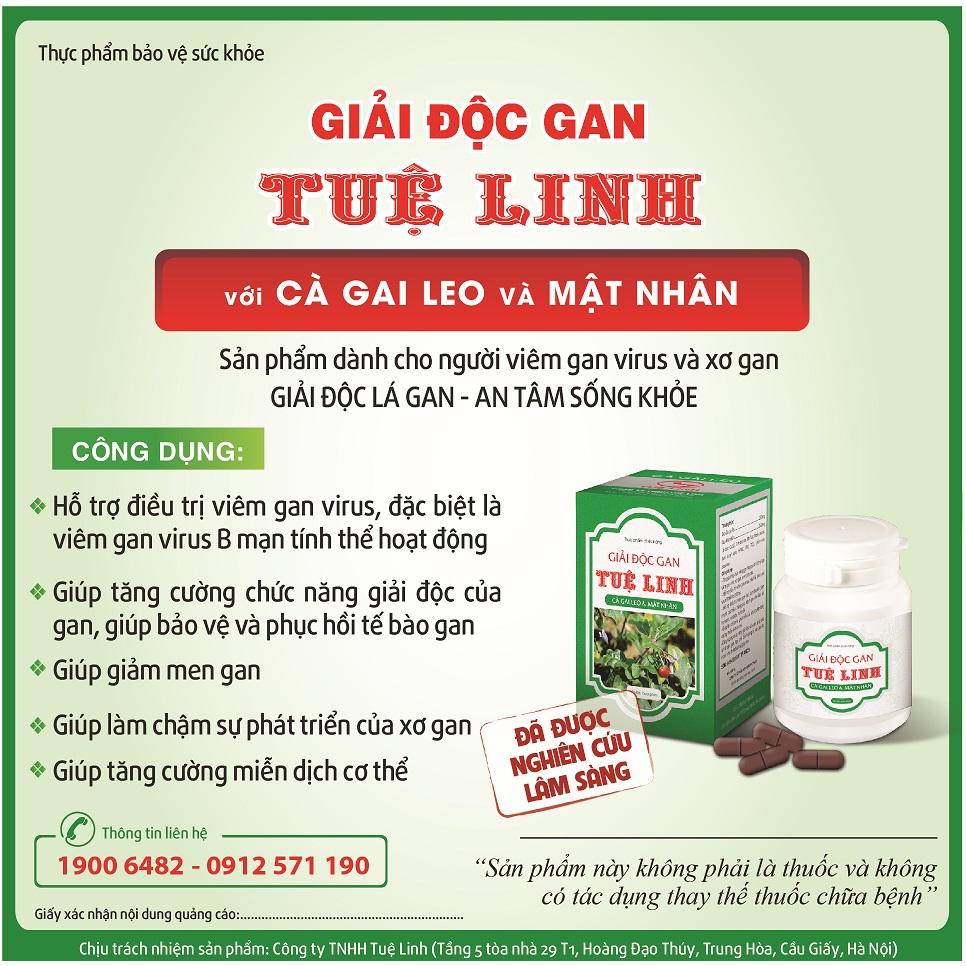 Thực phẩm bảo vệ sức khỏe
GIẢI ĐỘC GAN
TUỆ LINH
với CÀ GAI LEO VÀ MẬT NHÂN
Sản phẩm dành cho người viêm gan virus và xơ gan
GIẢI ĐỘC LÁ GAN - AN TÂM SỐNG KHỎE
CÔNG DỤNG:
Hỗ trợ điều trị viêm gan virus, đặc biệt là
viêm gan virus B mạn tính thể hoạt động
Giúp tăng cường chức năng giải độc của
gan, giúp bảo vệ và phục hồi tế bào gan
Giúp giảm men gan
Giúp làm chậm sự phát triển của xơ gan
Giúp tăng cường miễn dịch cơ thể
CÀ GAI LEO
GIẢI ĐỘC GAN
TUỆ LINH
CÀ GAI LEO & MẬT NHÂN
GIẢI ĐỘC GAN
TUỆ LINH
CÀ GAI LEO & MẬT NHÂN
ĐÃ ĐƯỢC
NGHIÊN CỨU
LÂM SÀNG
Thông tin liên hệ
1900 6482 - 0912 571 190
"Sản phẩm này không phải là thuốc và không
có tác dụng thay thế thuốc chữa bệnh"
Giấy xác nhận nội dung quảng cáo:...............................................
Chịu trách nhiệm sản phẩm: Công ty TNHH Tuệ Linh (Tầng 5 tòa nhà 29 T1, Hoàng Đạo Thúy, Trung Hòa, Cầu Giấy, Hà Nội)